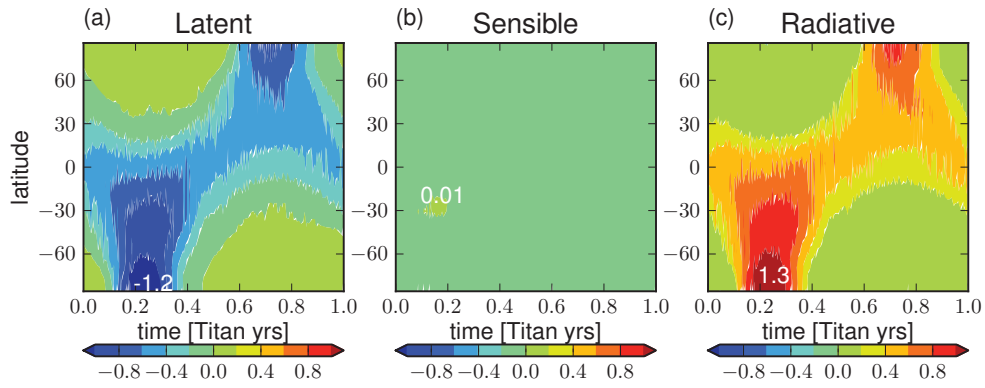 (a) Latent (b) Sensible (c) Radiative
latitude
60 60 60
30 30 30
0 0 0
0.01
−30 −30 −30
−60 −60 −60
-1.2 1.3
0.0 0.2 0.4 0.6 0.8 1.0 0.0 0.2 0.4 0.6 0.8 1.0 0.0 0.2 0.4 0.6 0.8 1.0
time [Titan yrs] time [Titan yrs] time [Titan yrs]
−0.8 −0.4 0.0 0.4 0.8 −0.8 −0.4 0.0 0.4 0.8 −0.8 −0.4 0.0 0.4 0.8